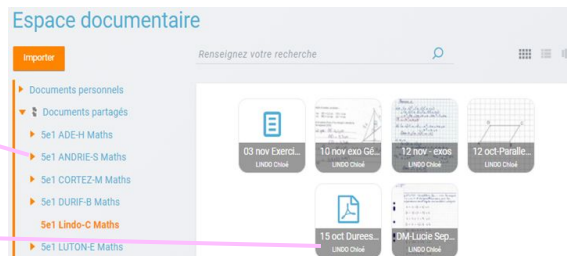 Espace documentaire
Importer
Renseignez votre recherche
Documents personnels
Documents partagés
5e1 ADE-H Maths
5e1 ANDRIE-S Maths
5e1 CORTEZ-M Maths
5e1 DURIF-B Maths
5e1 Lindo-C Maths
5e1 LUTON-E Maths
03 nov Exerci...
LINDO Chloé
10 nov exo Gé...
LINDO Chloé
12 nov - exos
LINDO Chloé
12 oct-Paralle...
LINDO Chloé
15 oct Durees...
LINDO Chloé
DM-Lucie Sep...
LINDO Chloé